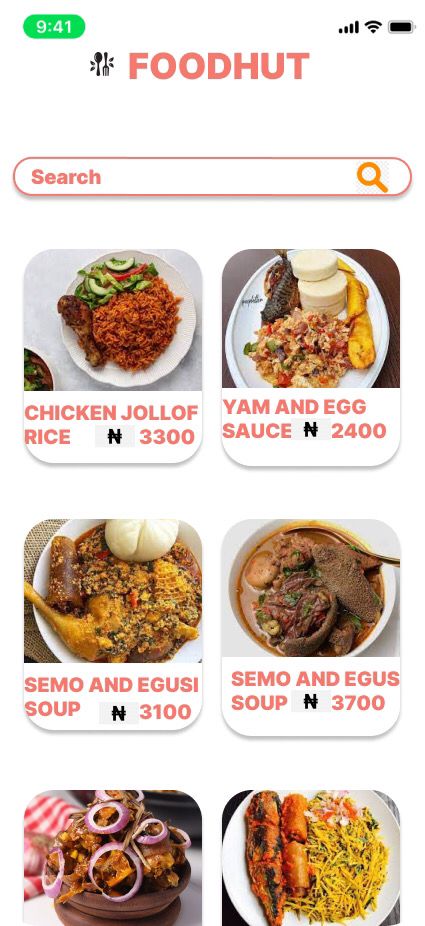 9:41
FOODHUT
Search
CHICKEN JOLLOF
RICE ₦ 3300
YAM AND EGG
SAUCE ₦ 2400
SEMO AND EGUSI
SOUP ₦ 3100
SEMO AND EGUS
SOUP ₦ 3700